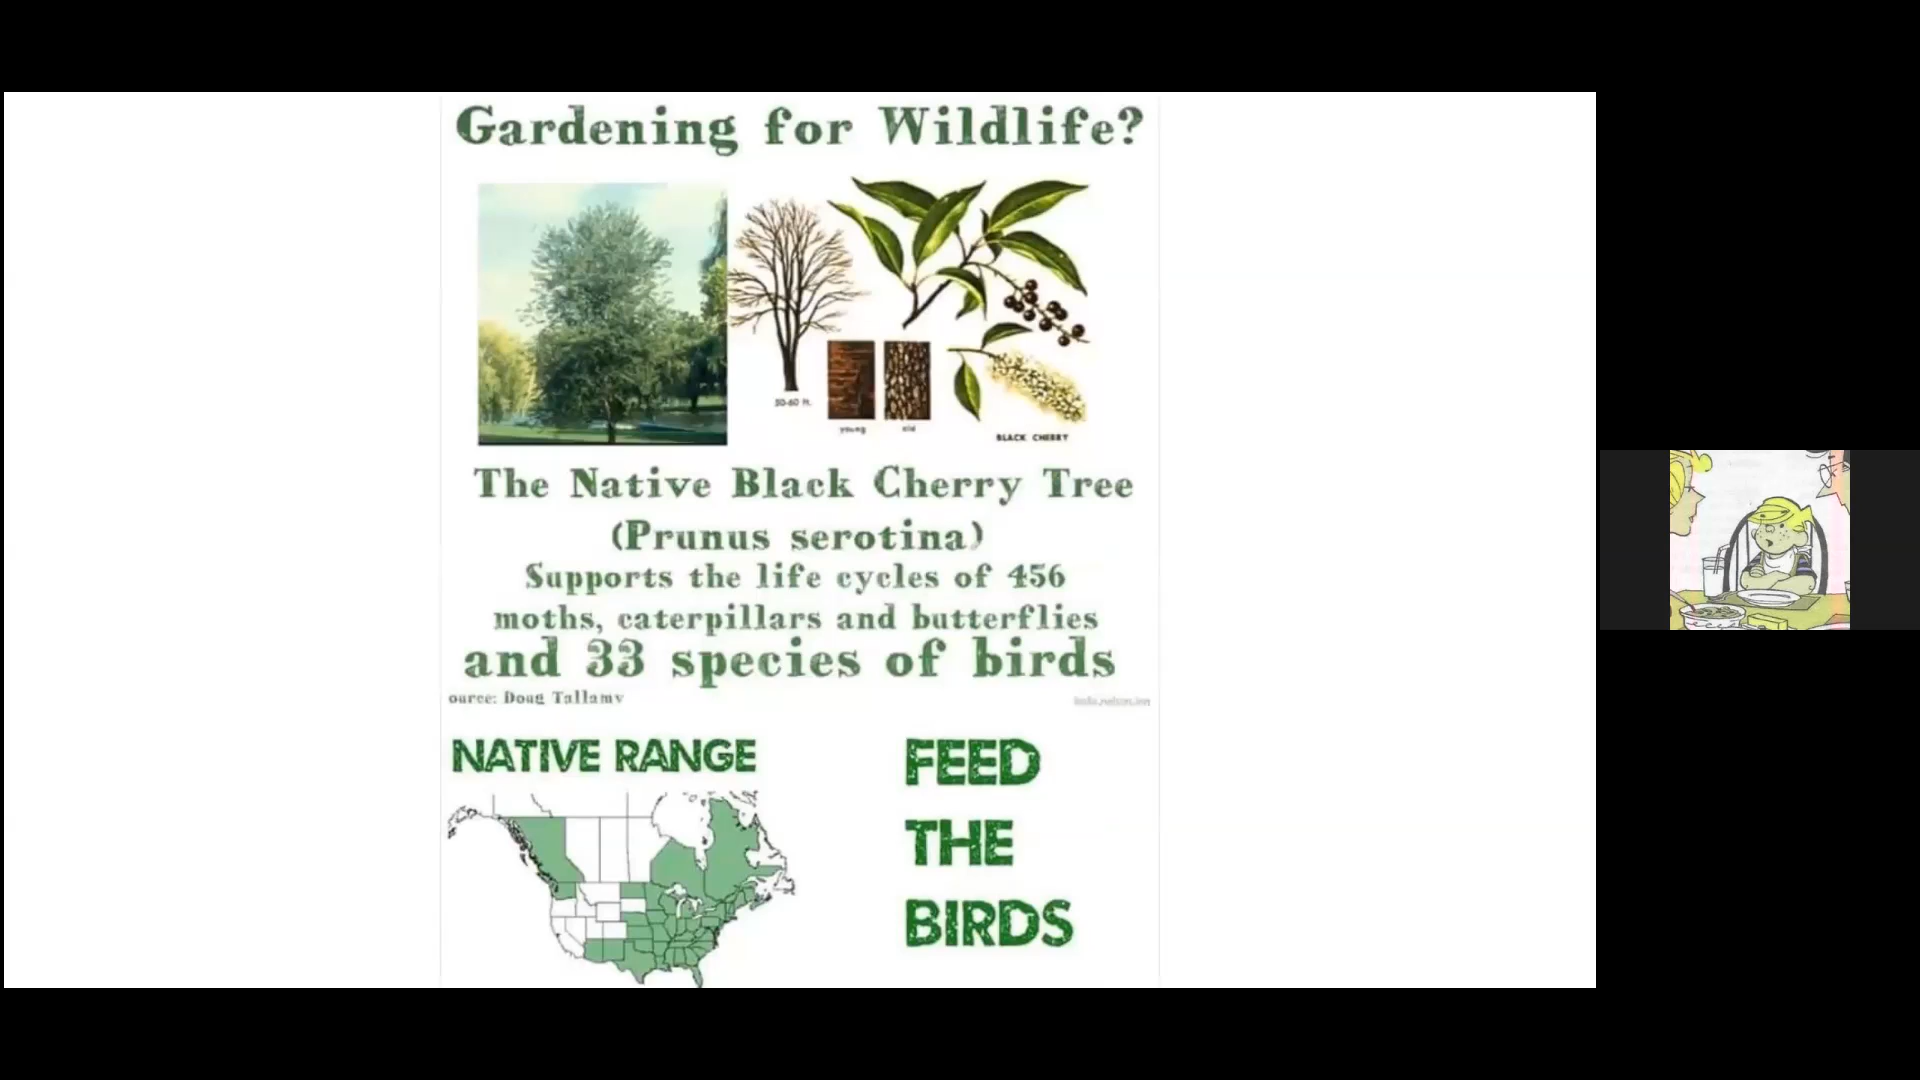 Gardening for Wildlife?
50-60 ft.
young
old
BLACK CHERRY
The Native Black Cherry Tree
(Prunus serotina)
Supports the life cycles of 456
moths, caterpillars and butterflies
and 33 species of birds
ource: Doug Tallamy
NATIVE RANGE
FEED
THE
BIRDS